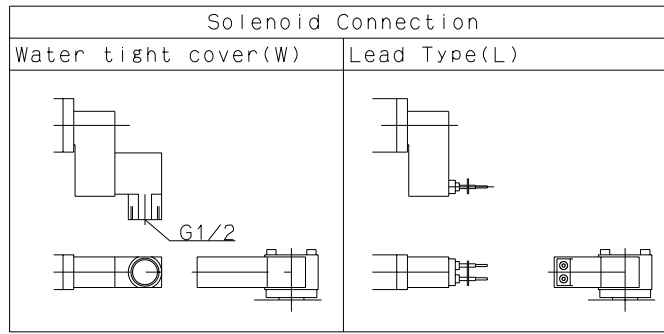 Solenoid Connection
Water tight cover(W)
Lead Type(L)
G1/2